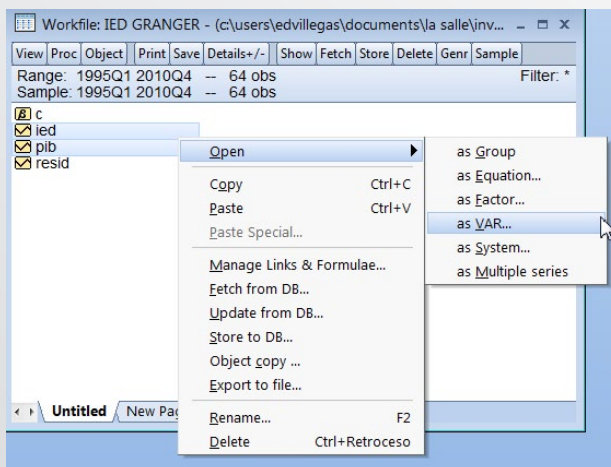 Workfile: IED GRANGER - (c:\users\edvillegas\documents\la salle\inv...
View Proc Object Print Save Details+/- Show Fetch Store Delete Genr Sample
Range: 1995Q1 2010Q4 -- 64 obs Filter: *
Sample: 1995Q1 2010Q4 -- 64 obs
β c
ied
pib
resid
Open
Copy Ctrl+C
Paste Ctrl+V
Paste Special...
Manage Links & Formulae...
Fetch from DB...
Update from DB...
Store to DB...
Object copy ...
Export to file...
Rename... F2
Delete Ctrl+Retroceso
as Group
as Equation...
as Factor...
as VAR...
as System...
as Multiple series
Untitled New Pa